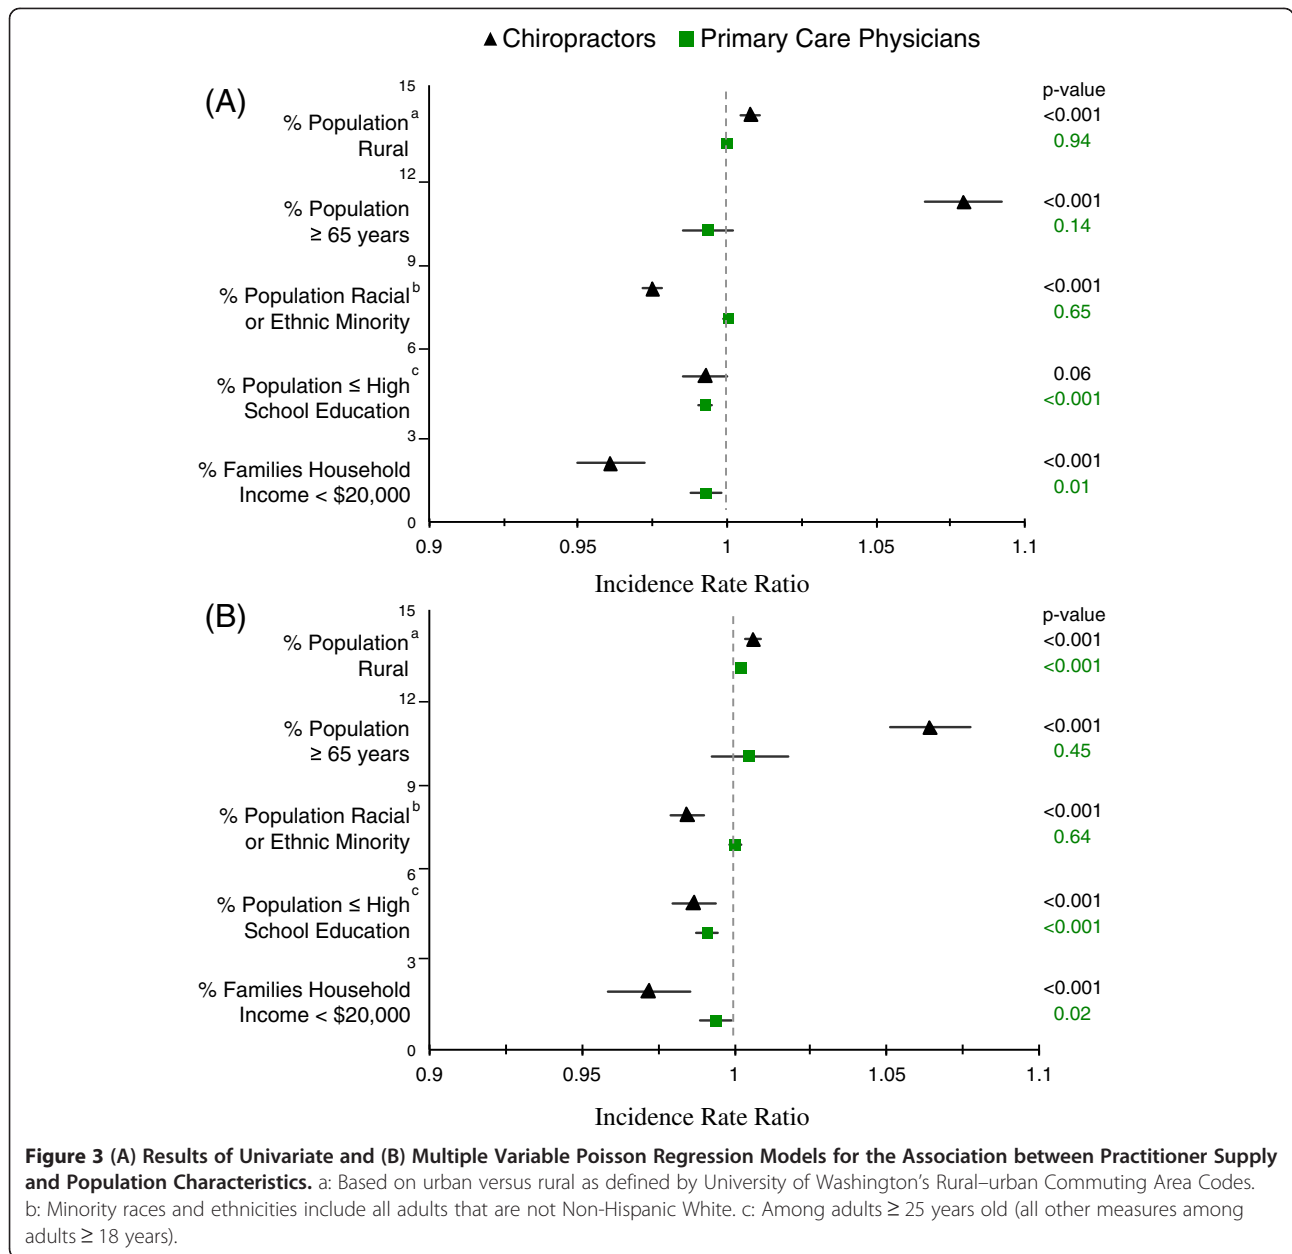 ▲ Chiropractors ■ Primary Care Physicians
(A)
15
12
9
6
3
0
% Population a
Rural
% Population
≥ 65 years
% Population Racial b
or Ethnic Minority
% Population ≤ High c
School Education
% Families Household
Income < $20,000
p-value
<0.001
0.94
<0.001
0.14
<0.001
0.65
0.06
<0.001
<0.001
0.01
0.9 0.95 1 1.05 1.1
Incidence Rate Ratio
(B)
15
12
9
6
3
0
% Population a
Rural
% Population
≥ 65 years
% Population Racial b
or Ethnic Minority
% Population ≤ High c
School Education
% Families Household
Income < $20,000
p-value
<0.001
<0.001
<0.001
0.45
<0.001
0.64
<0.001
<0.001
<0.001
0.02
0.9 0.95 1 1.05 1.1
Incidence Rate Ratio
Figure 3 (A) Results of Univariate and (B) Multiple Variable Poisson Regression Models for the Association between Practitioner Supply
and Population Characteristics. a: Based on urban versus rural as defined by University of Washington's Rural–urban Commuting Area Codes.
b: Minority races and ethnicities include all adults that are not Non-Hispanic White. c: Among adults ≥ 25 years old (all other measures among
adults ≥ 18 years).